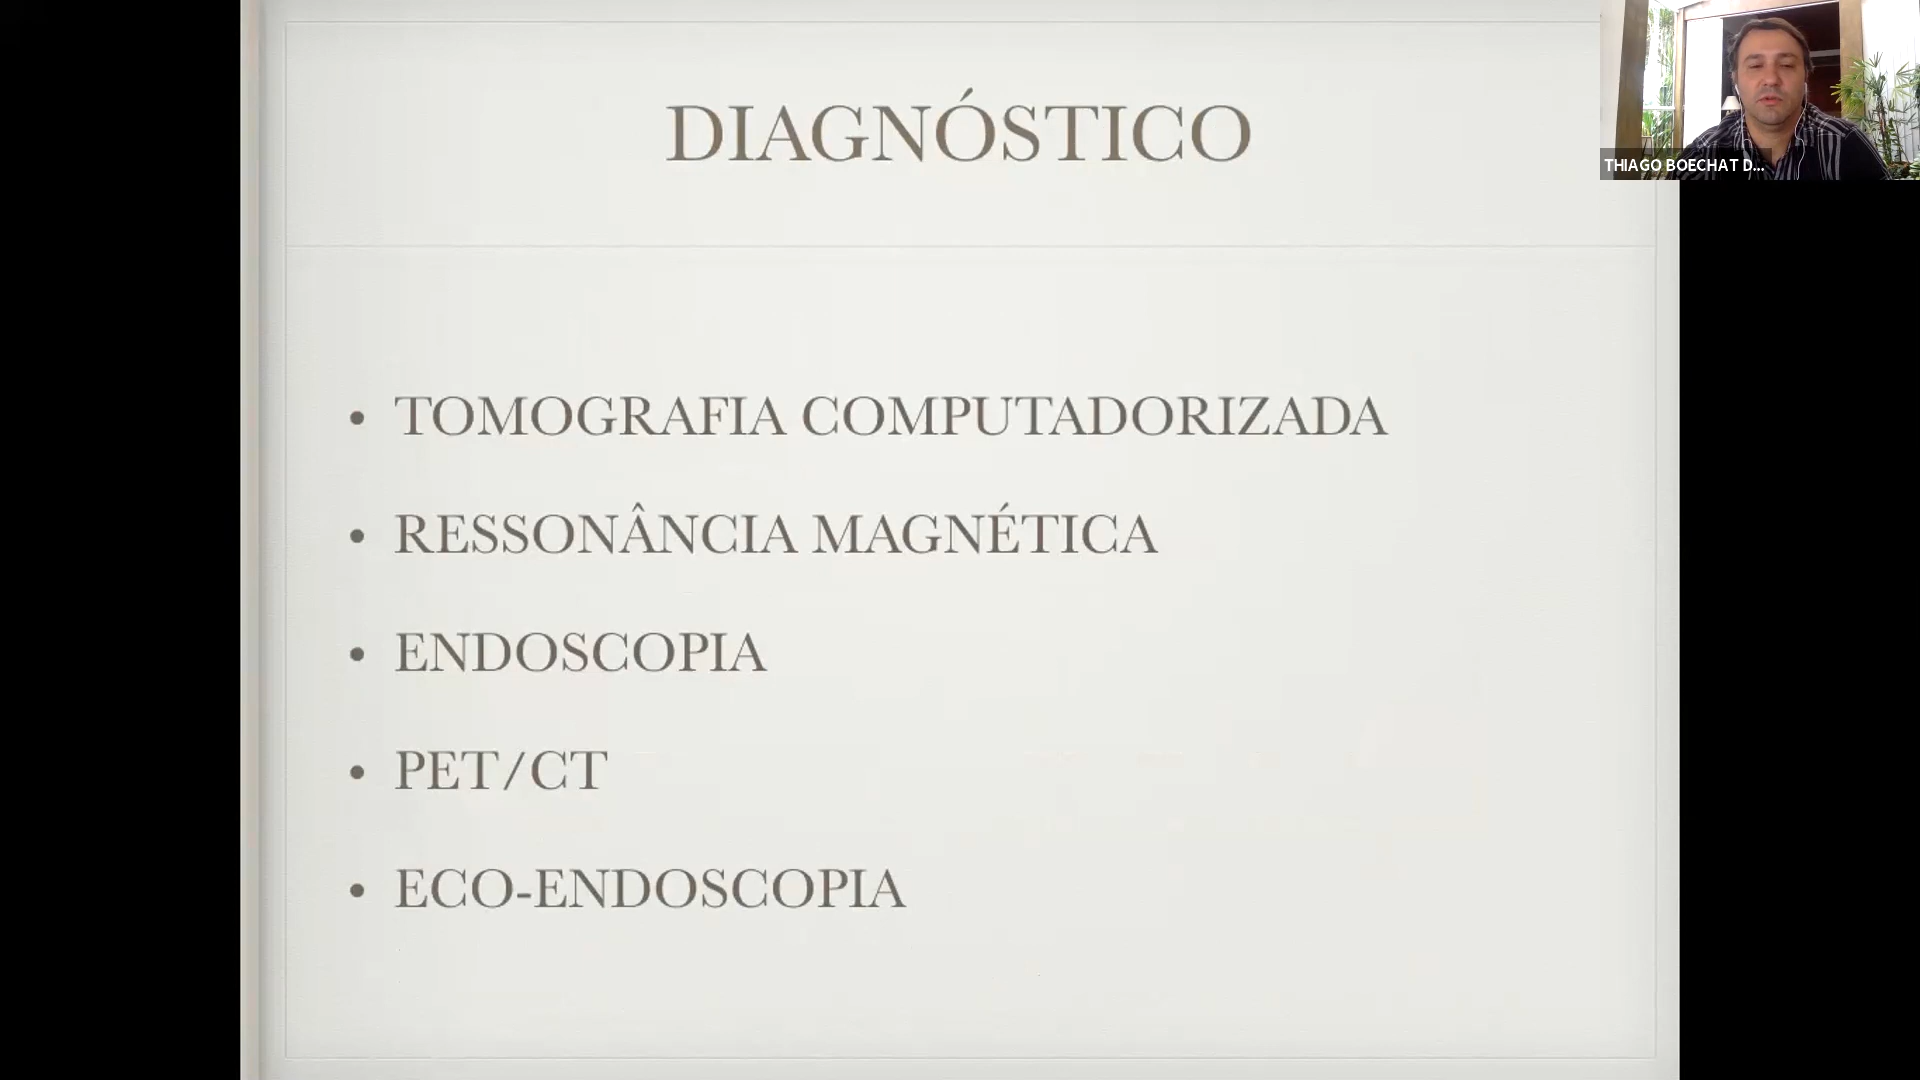 DIAGNÓSTICO
THIAGO BOECHAT D...
• TOMOGRAFIA COMPUTADORIZADA
• RESSONÂNCIA MAGNÉTICA
• ENDOSCOPIA
• PET/CT
• ECO-ENDOSCOPIA